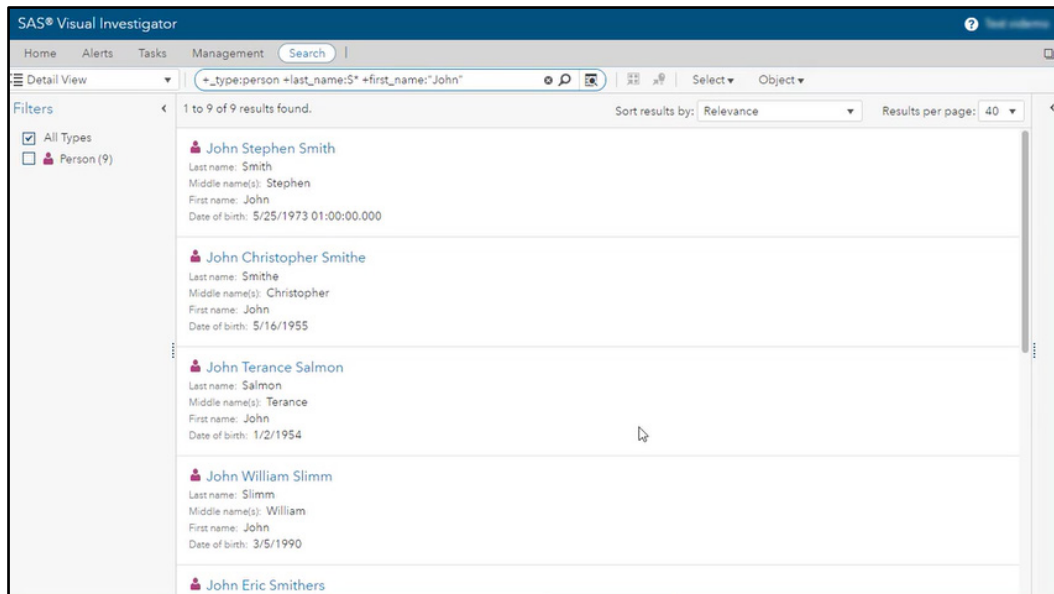 SAS® Visual Investigator
Home Alerts Tasks Management Search
Detail View +_type:person +last_name:S* +first_name:"John" Select Object
Filters 1 to 9 of 9 results found. Sort results by: Relevance Results per page: 40
All Types
Person (9)
John Stephen Smith
Last name: Smith
Middle name(s): Stephen
First name: John
Date of birth: 5/25/1973 01:00:00.000
John Christopher Smithe
Last name: Smithe
Middle name(s): Christopher
First name: John
Date of birth: 5/16/1955
John Terance Salmon
Last name: Salmon
Middle name(s): Terance
First name: John
Date of birth: 1/2/1954
John William Slimm
Last name: Slimm
Middle name(s): William
First name: John
Date of birth: 3/5/1990
John Eric Smithers